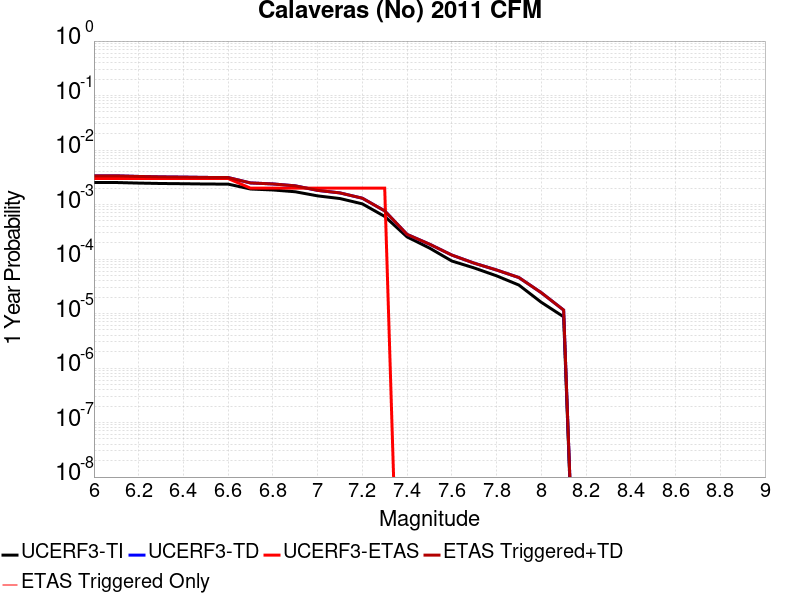 Calaveras (No) 2011 CFM
1 Year Probability
10^0
10^-1
10^-2
10^-3
10^-4
10^-5
10^-6
10^-7
10^-8
6 6.2 6.4 6.6 6.8 7 7.2 7.4 7.6 7.8 8 8.2 8.4 8.6 8.8 9
Magnitude
UCERF3-TI UCERF3-TD UCERF3-ETAS ETAS Triggered+TD
ETAS Triggered Only